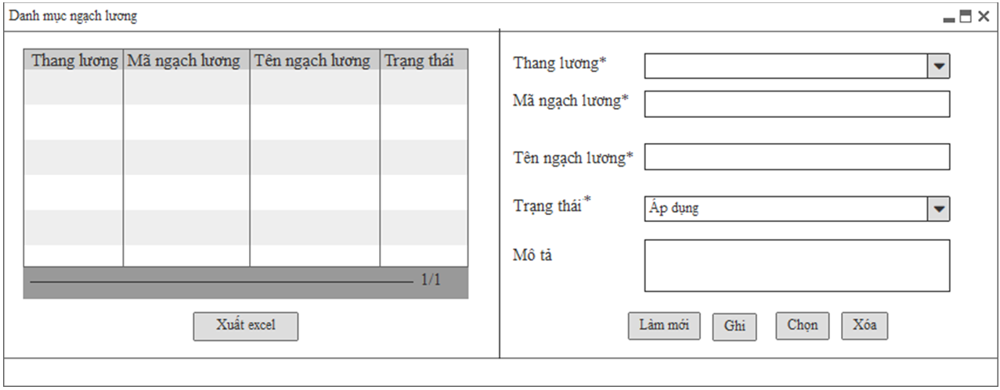 Danh mục ngạch lương
Thang lương Mã ngạch lương Tên ngạch lương Trạng thái
1/1
Xuất excel
Thang lương*
Mã ngạch lương*
Tên ngạch lương*
Trạng thái*
Áp dụng
Mô tả
Làm mới Ghi Chọn Xóa